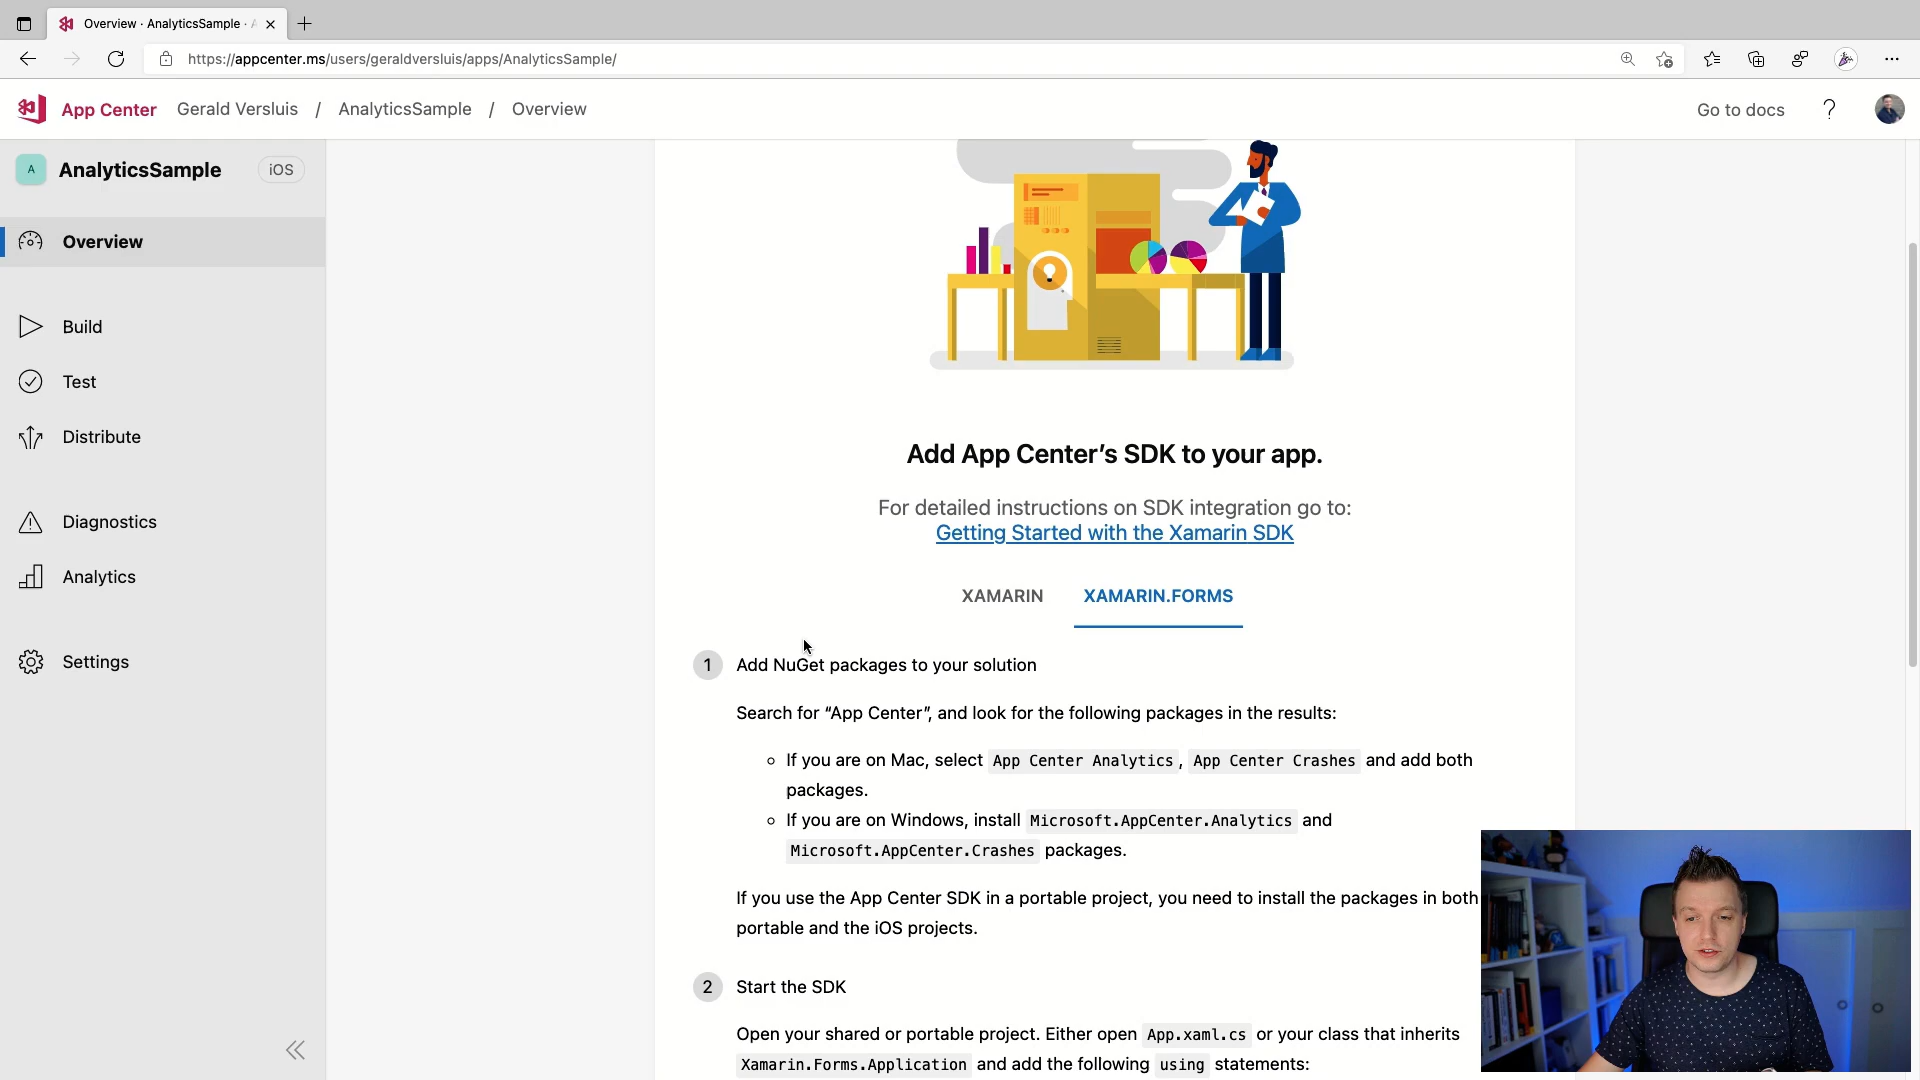 Overview · AnalyticsSample ·
https://appcenter.ms/users/geraldversluis/apps/AnalyticsSample/
App Center Gerald Versluis / AnalyticsSample / Overview
Go to docs ?
A AnalyticsSample iOS
Overview
Build
Test
Distribute
Diagnostics
Analytics
Settings
Add App Center's SDK to your app.
For detailed instructions on SDK integration go to:
Getting Started with the Xamarin SDK
XAMARIN XAMARIN.FORMS
1 Add NuGet packages to your solution
Search for “App Center”, and look for the following packages in the results:
If you are on Mac, select App Center Analytics , App Center Crashes and add both
packages.
If you are on Windows, install Microsoft.AppCenter.Analytics and
Microsoft.AppCenter.Crashes packages.
If you use the App Center SDK in a portable project, you need to install the packages in both
portable and the iOS projects.
2 Start the SDK
Open your shared or portable project. Either open App.xaml.cs or your class that inherits
Xamarin.Forms.Application and add the following using statements: